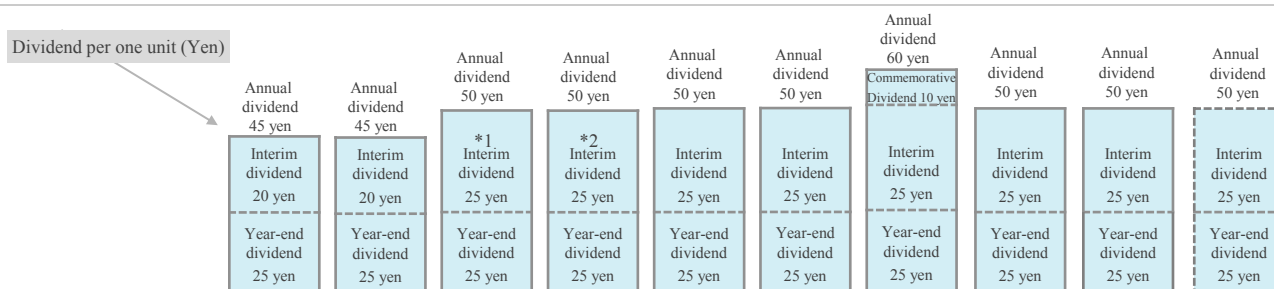 Dividend per one unit (Yen)
Annual
dividend
45 yen
Interim
dividend
20 yen
Year-end
dividend
25 yen
Annual
dividend
45 yen
Interim
dividend
20 yen
Year-end
dividend
25 yen
Annual
dividend
50 yen
*1
Interim
dividend
25 yen
Year-end
dividend
25 yen
Annual
dividend
50 yen
*2
Interim
dividend
25 yen
Year-end
dividend
25 yen
Annual
dividend
50 yen
Interim
dividend
25 yen
Year-end
dividend
25 yen
Annual
dividend
50 yen
Interim
dividend
25 yen
Year-end
dividend
25 yen
Annual
dividend
60 yen
Commemorative
Dividend 10 yen
Interim
dividend
25 yen
Year-end
dividend
25 yen
Annual
dividend
50 yen
Interim
dividend
25 yen
Year-end
dividend
25 yen
Annual
dividend
50 yen
Interim
dividend
25 yen
Year-end
dividend
25 yen
Annual
dividend
50 yen
Interim
dividend
25 yen
Year-end
dividend
25 yen